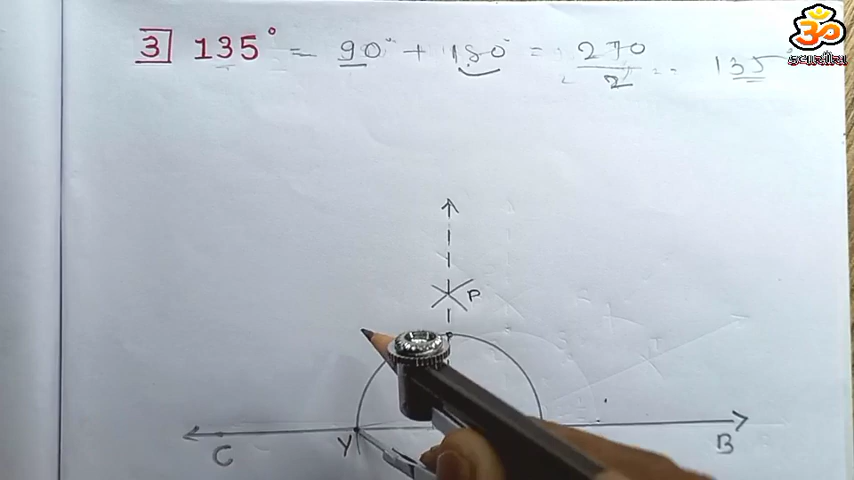 3 135° = 90° + 180° = 270/2 = 135°
P
C Y B